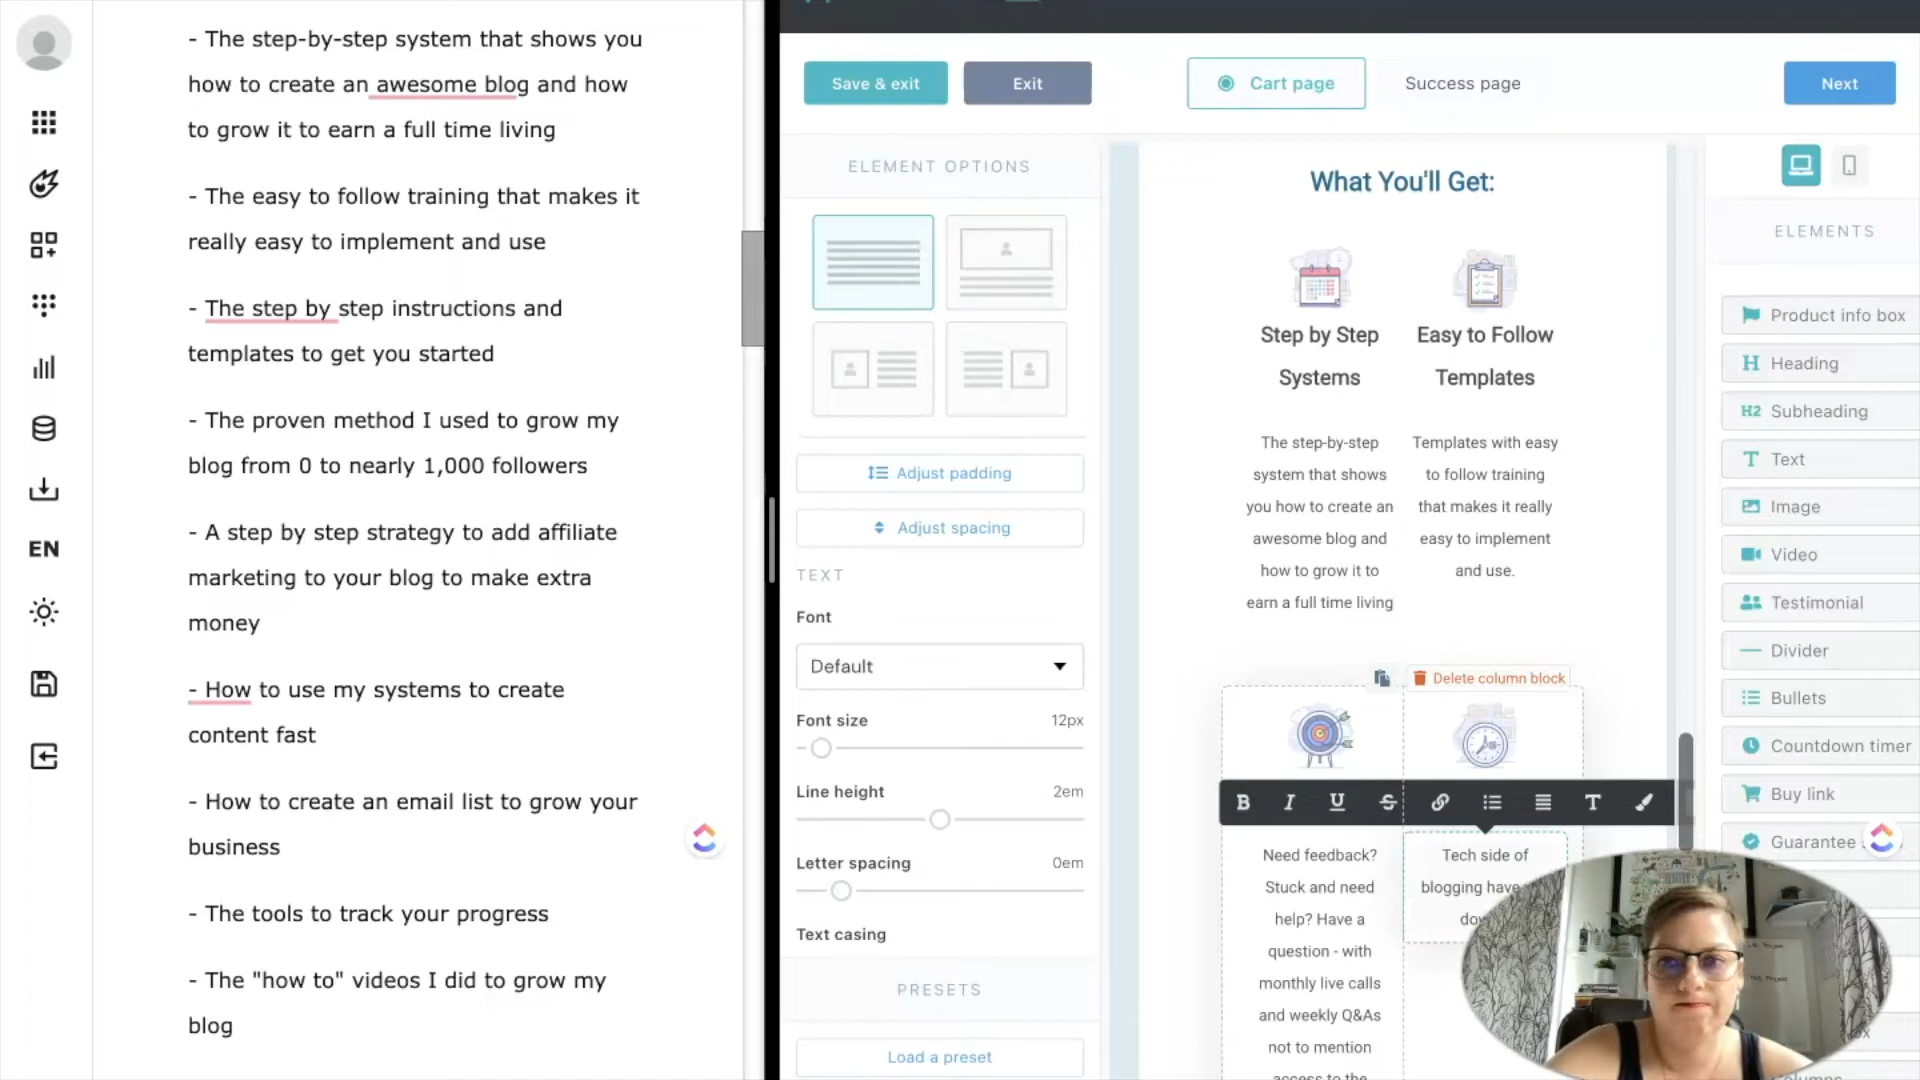 - The step-by-step system that shows you
how to create an awesome blog and how
to grow it to earn a full time living
- The easy to follow training that makes it
really easy to implement and use
- The step by step instructions and
templates to get you started
- The proven method I used to grow my
blog from 0 to nearly 1,000 followers
- A step by step strategy to add affiliate
marketing to your blog to make extra
money
- How to use my systems to create
content fast
- How to create an email list to grow your
business
- The tools to track your progress
- The "how to" videos I did to grow my
blog
EN
Save & exit
Exit
Cart page
Success page
Next
ELEMENT OPTIONS
Adjust padding
Adjust spacing
TEXT
Font
Default
Font size 12px
Line height 2em
Letter spacing 0em
Text casing
PRESETS
Load a preset
What You'll Get:
Step by Step
Systems
The step-by-step
system that shows
you how to create an
awesome blog and
how to grow it to
earn a full time living
Easy to Follow
Templates
Templates with easy
to follow training
that makes it really
easy to implement
and use.
Delete column block
B I U S T
Need feedback?
Stuck and need
help? Have a
question - with
monthly live calls
and weekly Q&As
not to mention
access to the
Tech side of
blogging have
ELEMENTS
Product info box
H Heading
H2 Subheading
T Text
Image
Video
Testimonial
Divider
Bullets
Countdown timer
Buy link
Guarantee
Columns